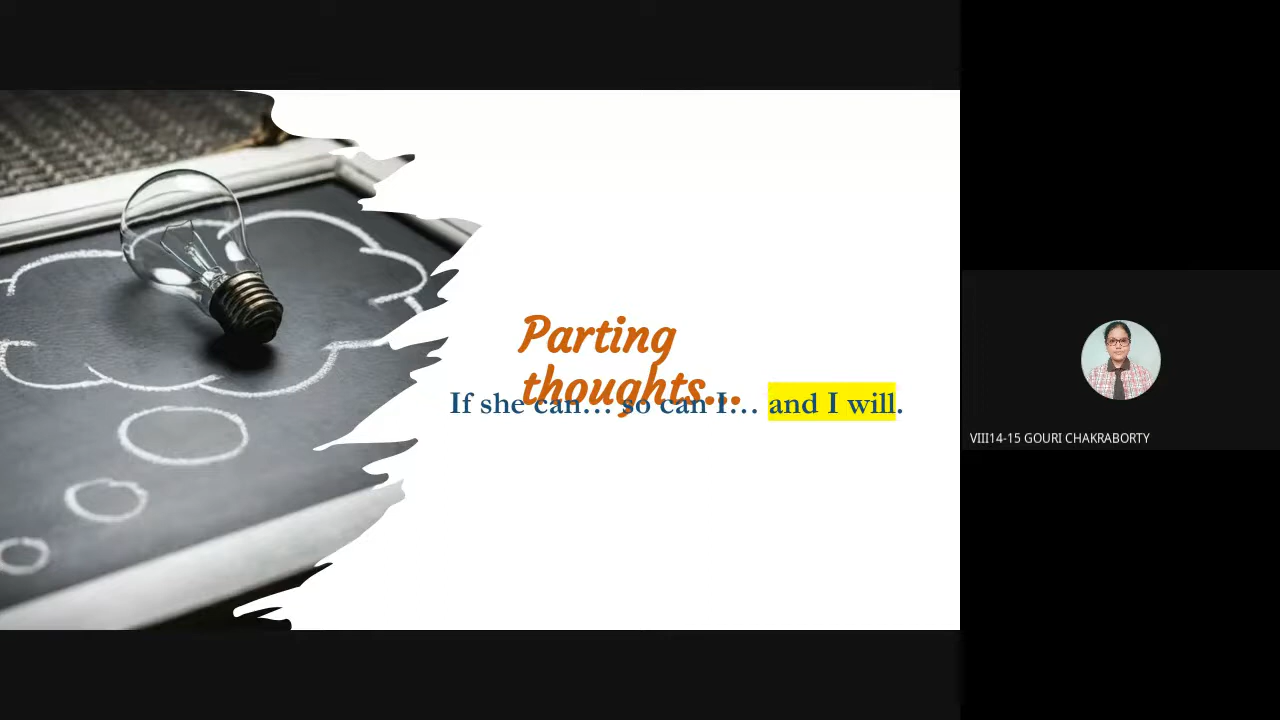 Parting
thoughts...
If she can... so can I... and I will.
VIII14-15 GOURI CHAKRABORTY